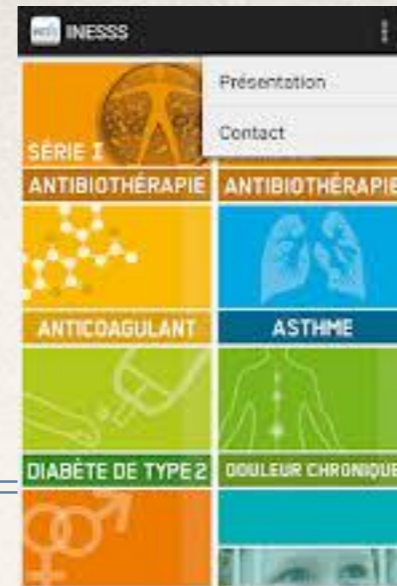 INESSS
Présentation
Contact
SÉRIE I
ANTIBIOTHÉRAPIE
ANTIBIOTHÉRAPIE
ANTICOAGULANT
ASTHME
DIABÈTE DE TYPE 2
DOULEUR CHRONIQUE